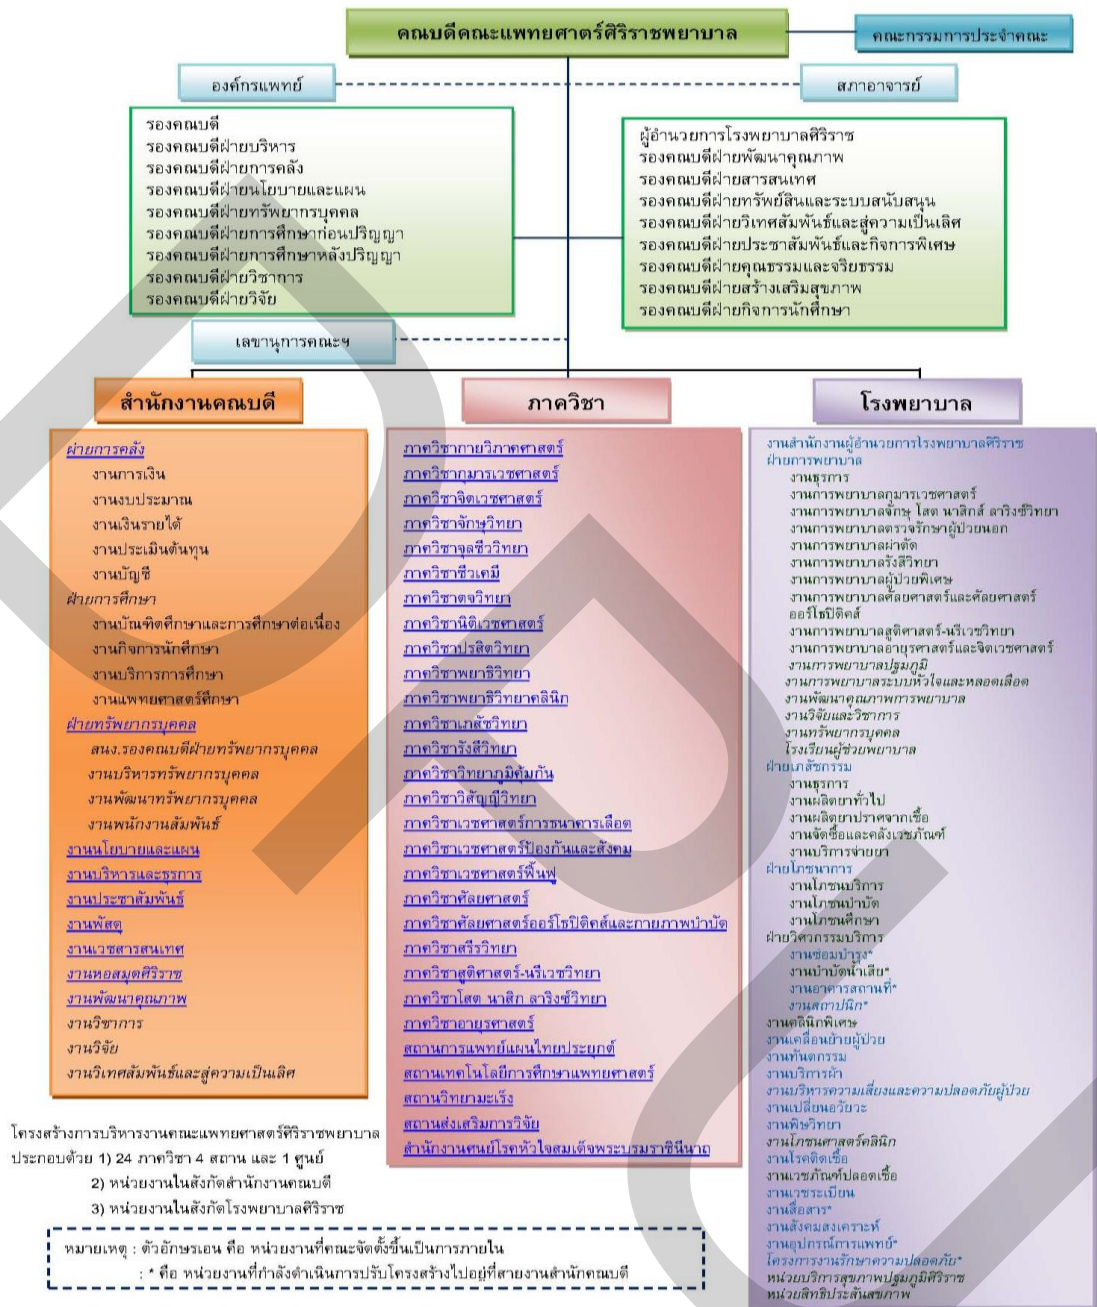 คณบดีคณะแพทยศาตร์ศิริราชพยาบาล
คณะกรรมการประจำคณะ
องค์กรแพทย์
สภาอาจารย์
รองคณบดี
รองคณบดีฝ่ายบริหาร
รองคณบดีฝ่ายการคลัง
รองคณบดีฝ่ายนโยบายและแผน
รองคณบดีฝ่ายทรัพยากรบุคคล
รองคณบดีฝ่ายการศึกษาก่อนปริญญา
รองคณบดีฝ่ายการศึกษาหลังปริญญา
รองคณบดีฝ่ายวิชาการ
รองคณบดีฝ่ายวิจัย
ผู้อำนวยการโรงพยาบาลศิริราช
รองคณบดีฝ่ายพัฒนาคุณภาพ
รองคณบดีฝ่ายสารสนเทศ
รองคณบดีฝ่ายทรัพย์สินและระบบสนับสนุน
รองคณบดีฝ่ายวิเทศสัมพันธ์และสู่ความเป็นเลิศ
รองคณบดีฝ่ายประชาสัมพันธ์และกิจการพิเศษ
รองคณบดีฝ่ายคุณธรรมและจริยธรรม
รองคณบดีฝ่ายสร้างเสริมสุขภาพ
รองคณบดีฝ่ายกิจการนักศึกษา
เลขานุการคณะฯ
สำนักงานคณบดี
ฝ่ายการคลัง
งานการเงิน
งานงบประมาณ
งานเงินรายได้
งานประเมินต้นทุน
งานบัญชี
ฝ่ายการศึกษา
งานบัณฑิตศึกษาและการศึกษาต่อเนื่อง
งานกิจการนักศึกษา
งานบริการการศึกษา
งานแพทยศาสตร์ศึกษา
ฝ่ายทรัพยากรบุคคล
สนง.รองคณบดีฝ่ายทรัพยากรบุคคล
งานบริหารทรัพยากรบุคคล
งานพัฒนาทรัพยากรบุคคล
งานพนักงานสัมพันธ์
งานนโยบายและแผน
งานบริหารและธุรการ
งานประชาสัมพันธ์
งานพัสดุ
งานเวชสารสนเทศ
งานหอสมุดศิริราช
งานพัฒนาคุณภาพ
งานวิชาการ
งานวิจัย
งานวิเทศสัมพันธ์และสู่ความเป็นเลิศ
ภาควิชา
ภาควิชากายวิภาคศาสตร์
ภาควิชากุมารเวชศาสตร์
ภาควิชาจิตเวชศาสตร์
ภาควิชาจักษุวิทยา
ภาควิชาจุลชีววิทยา
ภาควิชาชีวเคมี
ภาควิชาตจวิทยา
ภาควิชานิติเวชศาสตร์
ภาควิชาปรสิตวิทยา
ภาควิชาพยาธิวิทยา
ภาควิชาพยาธิวิทยาคลินิก
ภาควิชาเภสัชวิทยา
ภาควิชารังสีวิทยา
ภาควิชาวิทยาภูมิคุ้มกัน
ภาควิชาวิสัญญีวิทยา
ภาควิชาเวชศาสตร์การธนาคารเลือด
ภาควิชาเวชศาสตร์ป้องกันและสังคม
ภาควิชาเวชศาสตร์ฟื้นฟู
ภาควิชาศัลยศาสตร์
ภาควิชาศัลยศาสตร์ออร์โธปิดิคส์และกายภาพบำบัด
ภาควิชาสรีรวิทยา
ภาควิชาสูติศาสตร์-นรีเวชวิทยา
ภาควิชาโสต นาสิก ลาริงซ์วิทยา
ภาควิชาอายุรศาสตร์
สถานการแพทย์แผนไทยประยุกต์
สถานเทคโนโลยีการศึกษาแพทยศาสตร์
สถานวิทยามะเร็ง
สถานส่งเสริมการวิจัย
สำนักงานศูนย์โรคหัวใจสมเด็จพระบรมราชินีนาถ
โรงพยาบาล
งานสำนักงานผู้อำนวยการโรงพยาบาลศิริราช
ฝ่ายการพยาบาล
งานธุรการ
งานการพยาบาลกุมารเวชศาสตร์
งานการพยาบาลจักษุ โสต นาสิกส์ ลาริงซ์วิทยา
งานการพยาบาลตรวจรักษาผู้ป่วยนอก
งานการพยาบาลผ่าตัด
งานการพยาบาลรังสีวิทยา
งานการพยาบาลผู้ป่วยพิเศษ
งานการพยาบาลศัลยศาสตร์และศัลยศาสตร์
ออร์โธปิดิคส์
งานการพยาบาลสูติศาสตร์-นรีเวชวิทยา
งานการพยาบาลอายุรศาสตร์และจิตเวชศาสตร์
งานการพยาบาลปฐมภูมิ
งานการพยาบาลระบบหัวใจและหลอดเลือด
งานพัฒนาคุณภาพการพยาบาล
งานวิจัยและวิชาการ
งานทรัพยากรบุคคล
โรงเรียนผู้ช่วยพยาบาล
ฝ่ายเภสัชกรรม
งานธุรการ
งานผลิตยาทั่วไป
งานผลิตยาปราศจากเชื้อ
งานจัดซื้อและคลังเวชภัณฑ์
งานบริการจ่ายยา
ฝ่ายโภชนาการ
งานโภชนบริการ
งานโภชนบำบัด
งานโภชนศึกษา
ฝ่ายวิศวกรรมบริการ
งานซ่อมบำรุง*
งานบำบัดน้ำเสีย*
งานอาคารสถานที่*
งานสถาปนิก*
งานคลินิกพิเศษ
งานเคลื่อนย้ายผู้ป่วย
งานทันตกรรม
งานบริการผ้า
งานบริหารความเสี่ยงและความปลอดภัยผู้ป่วย
งานเปลี่ยนอวัยวะ
งานพิษวิทยา
งานโภชนศาสตร์คลินิก
งานโรคติดเชื้อ
งานเวชภัณฑ์ปลอดเชื้อ
งานเวชระเบียน
งานสื่อสาร*
งานสังคมสงเคราะห์
งานอุปกรณ์การแพทย์*
โครงการงานรักษาความปลอดภัย*
หน่วยบริการสุขภาพปฐมภูมิศิริราช
หน่วยสิทธิประสันสุขภาพ
โครงสร้างการบริหารงานคณะแพทยศาสตร์ศิริราชพยาบาล
ประกอบด้วย 1) 24 ภาควิชา 4 สถาน และ 1 ศูนย์
2) หน่วยงานในสังกัดสำนักงานคณบดี
3) หน่วยงานในสังกัดโรงพยาบาลศิริราช
หมายเหตุ : ตัวอักษรเอน คือ หน่วยงานที่คณะจัดตั้งขึ้นเป็นการภายใน
: * คือ หน่วยงานที่กำลังดำเนินการปรับโครงสร้างไปอยู่ที่สายงานสำนักคณบดี